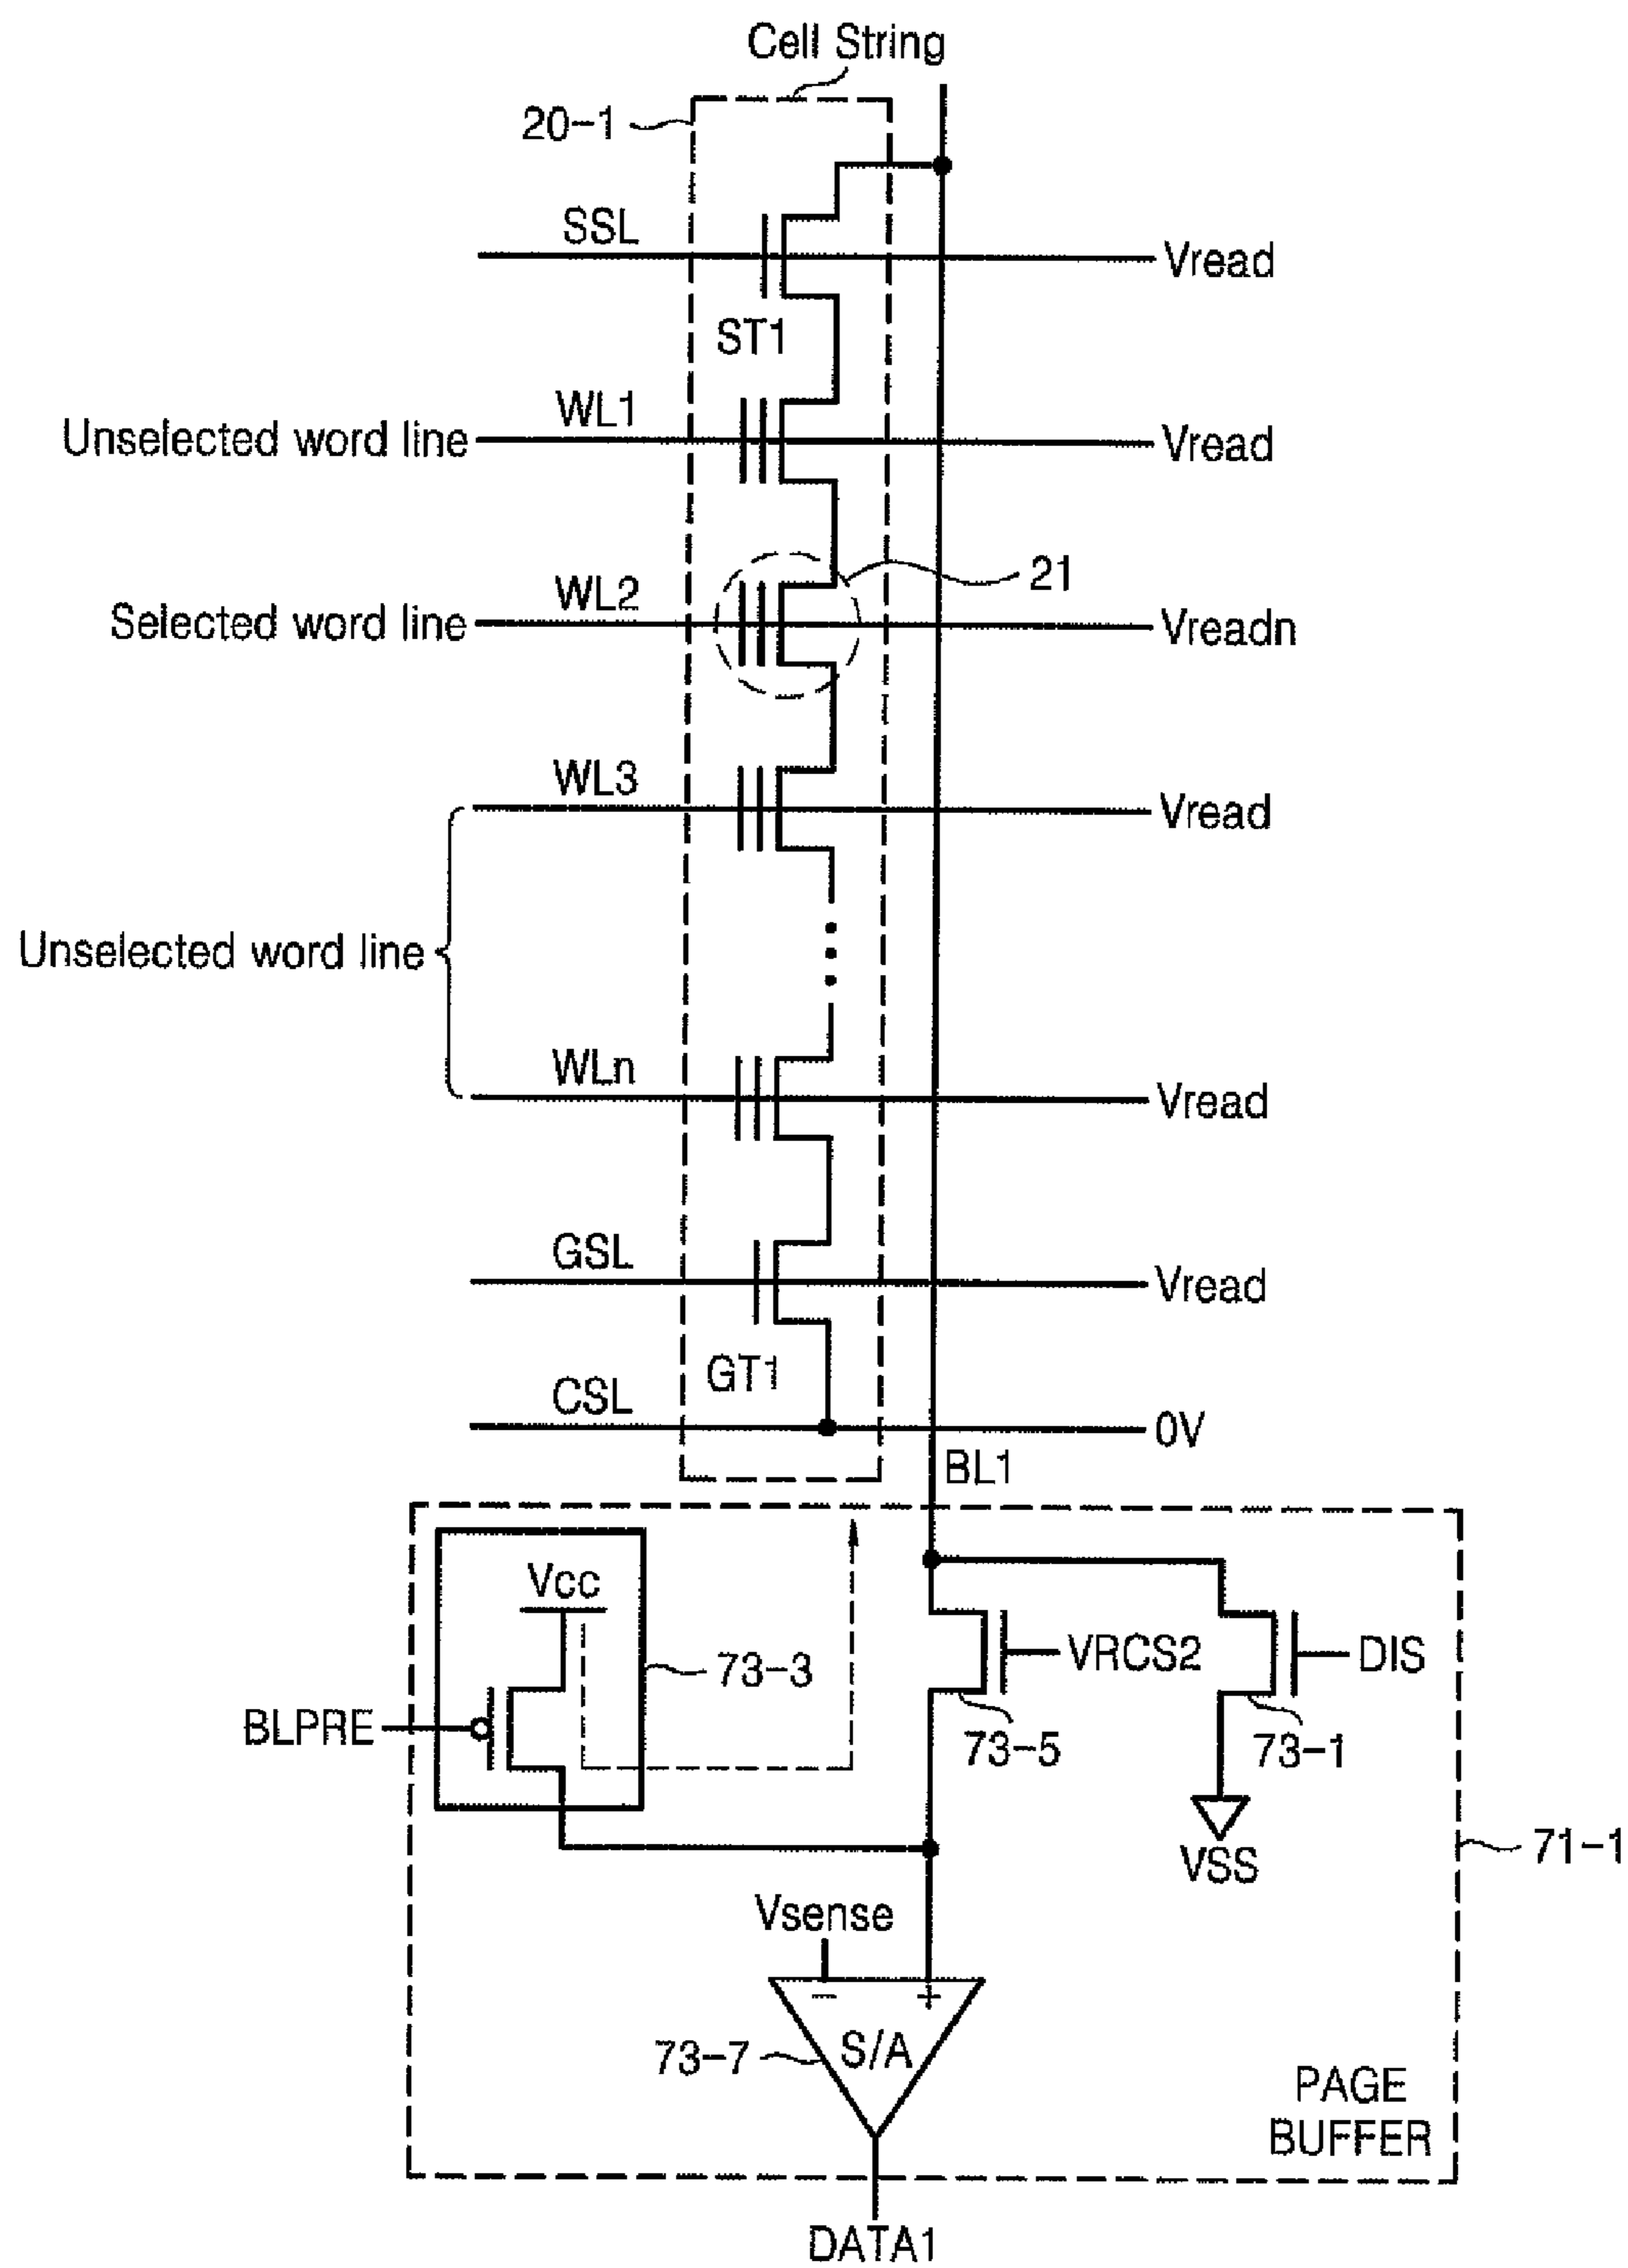 Cell String
20-1
SSL
Vread
ST1
Unselected word line
WL1
Vread
21
Selected word line
WL2
Vreadn
WL3
Vread
Unselected word line
WLn
Vread
GSL
Vread
GT1
CSL
0V
BL1
Vcc
73-3
VRCS2
DIS
BLPRE
73-5
73-1
VSS
71-1
Vsense
- +
73-7
S/A
PAGE
BUFFER
DATA1